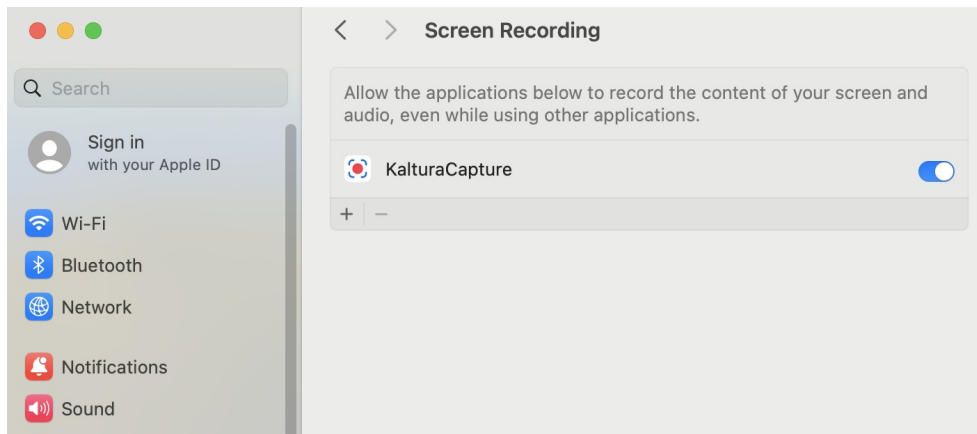 Screen Recording
Search
Allow the applications below to record the content of your screen and
audio, even while using other applications.
Sign in
with your Apple ID
KalturaCapture
Wi-Fi
Bluetooth
Network
Notifications
Sound